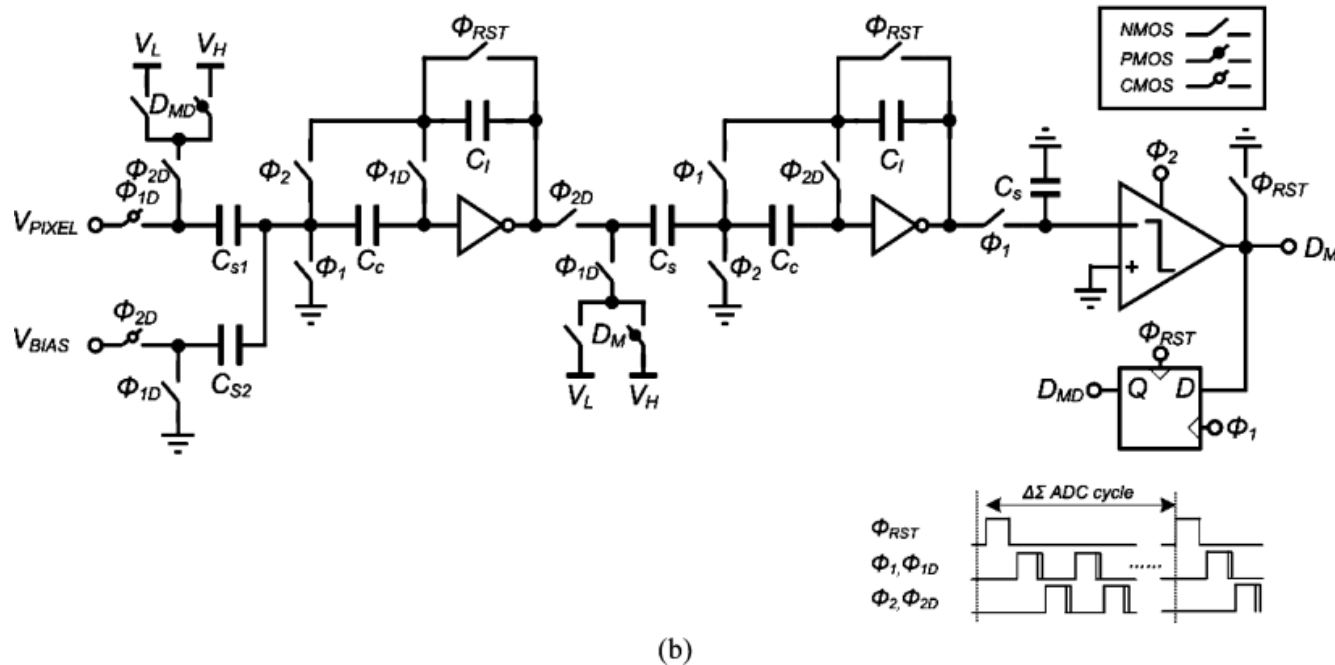 Φ_RST
Φ_RST
NMOS
PMOS
CMOS
V_L
V_H
D_MD
C_I
C_I
Φ_2
Φ_2D
Φ_1D
Φ_2
Φ_1D
Φ_1
Φ_2D
C_s
Φ_RST
V_PIXEL
Φ_2D
D_M
C_s1
Φ_1
C_c
Φ_1D
C_s
Φ_2
C_c
Φ_1
V_BIAS
Φ_2D
C_S2
Φ_1D
D_M
V_L
V_H
Φ_RST
D_MD
Q
D
Φ_1
ΔΣ ADC cycle
Φ_RST
Φ_1,Φ_1D
......
Φ_2,Φ_2D
(b)